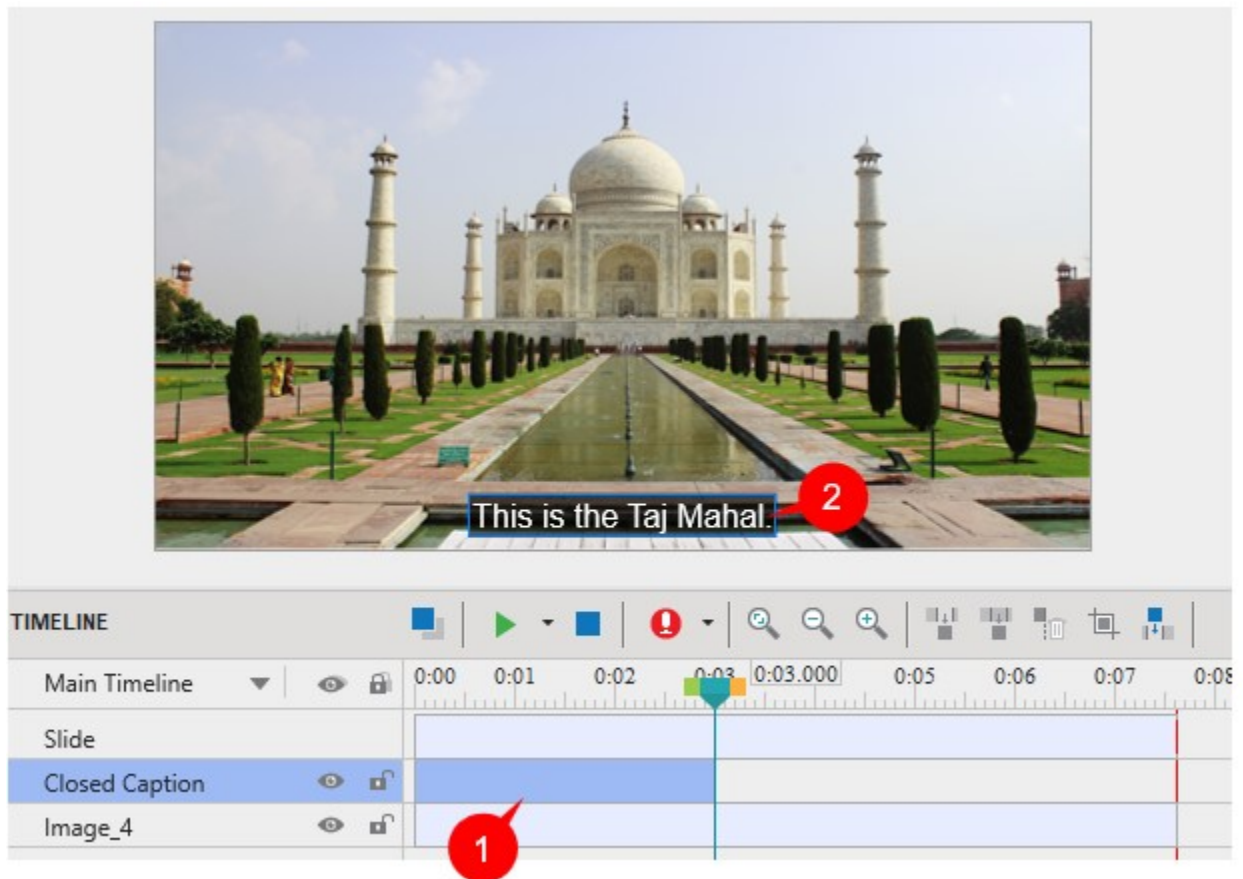 This is the Taj Mahal.
2
TIMELINE
Main Timeline
0:00 0:01 0:02 0:03 0:03.000 0:05 0:06 0:07 0:08
Slide
Closed Caption
Image_4
1